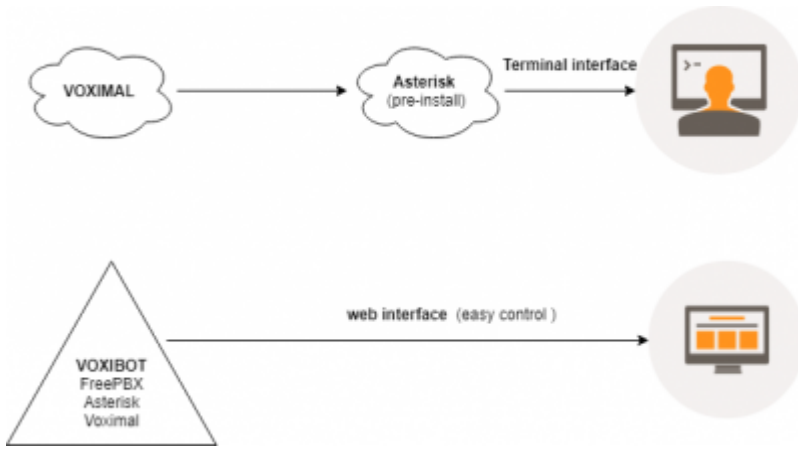 VOXIMAL
Asterisk
(pre-install)
Terminal interface
>-
web interface (easy control )
VOXIBOT
FreePBX
Asterisk
Voximal